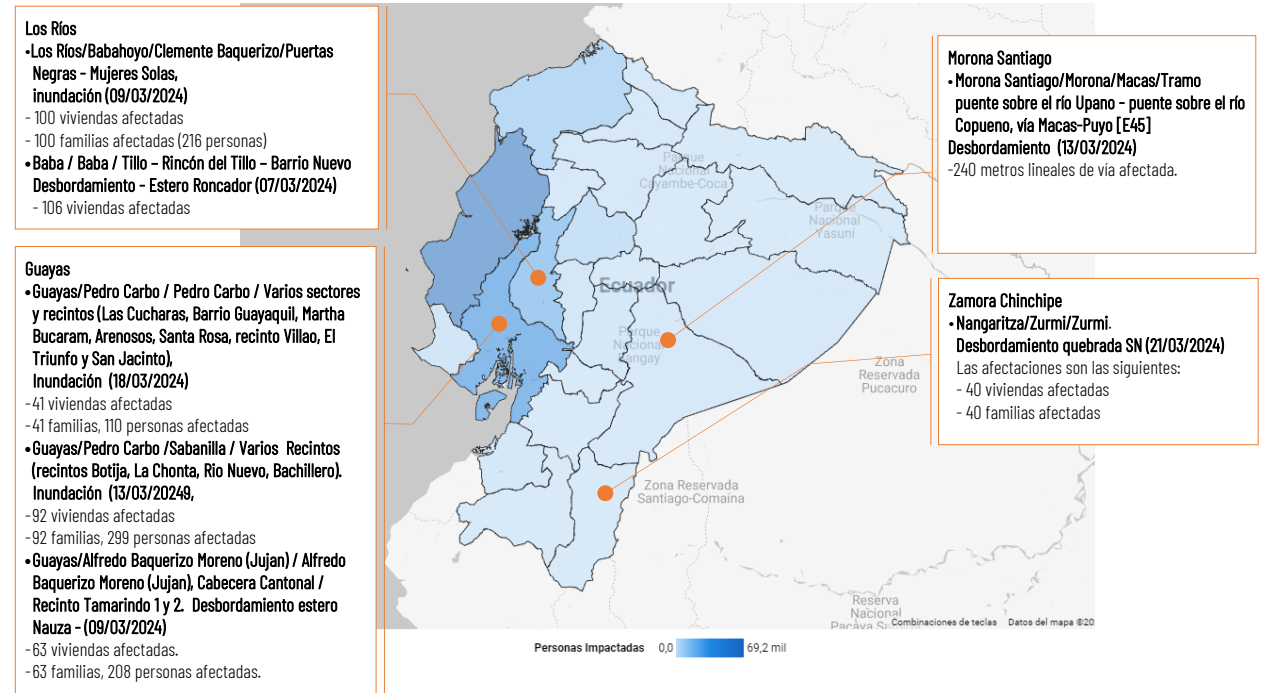 Los Ríos
•Los Ríos/Babahoyo/Clemente Baquerizo/Puertas
Negras - Mujeres Solas,
inundación (09/03/2024)
- 100 viviendas afectadas
- 100 familias afectadas (216 personas)
•Baba / Baba / Tillo – Rincón del Tillo – Barrio Nuevo
Desbordamiento - Estero Roncador (07/03/2024)
- 106 viviendas afectadas
Guayas
•Guayas/Pedro Carbo / Pedro Carbo / Varios sectores
y recintos (Las Cucharas, Barrio Guayaquil, Martha
Bucaram, Arenosos, Santa Rosa, recinto Villao, El
Triunfo y San Jacinto),
Inundación (18/03/2024)
-41 viviendas afectadas
-41 familias, 110 personas afectadas.
•Guayas/Pedro Carbo /Sabanilla / Varios Recintos
(recintos Botija, La Chonta, Rio Nuevo, Bachillero).
Inundación (13/03/20249,
-92 viviendas afectadas
-92 familias, 299 personas afectadas
•Guayas/Alfredo Baquerizo Moreno (Jujan) / Alfredo
Baquerizo Moreno (Jujan), Cabecera Cantonal /
Recinto Tamarindo 1 y 2. Desbordamiento estero
Nauza - (09/03/2024)
-63 viviendas afectadas.
-63 familias, 208 personas afectadas.
Morona Santiago
• Morona Santiago/Morona/Macas/Tramo
puente sobre el río Upano - puente sobre el río
Copueno, vía Macas-Puyo [E45]
Desbordamiento (13/03/2024)
-240 metros lineales de vía afectada.
Zamora Chinchipe
• Nangaritza/Zurmi/Zurmi.
Desbordamiento quebrada SN (21/03/2024)
Las afectaciones son las siguientes:
- 40 viviendas afectadas
- 40 familias afectadas
Parque
Nacional
Cayambe-Coca
Parque
Nacional
Yasuní
Ecuador
Parque
Nacional
Sangay
Zona
Reservada
Pucacuro
Zona Reservada
Santiago-Comaina
Reserva
Nacional
Pacaya
Combinaciones de teclas Datos del mapa ©20
Personas Impactadas 0,0 69,2 mil